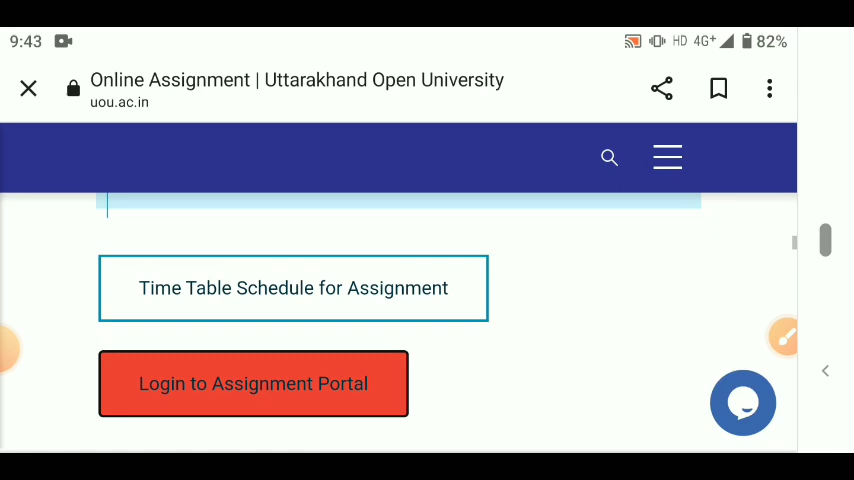 9:43 HD 4G+ 82%
Online Assignment | Uttarakhand Open University
uou.ac.in
Time Table Schedule for Assignment
Login to Assignment Portal